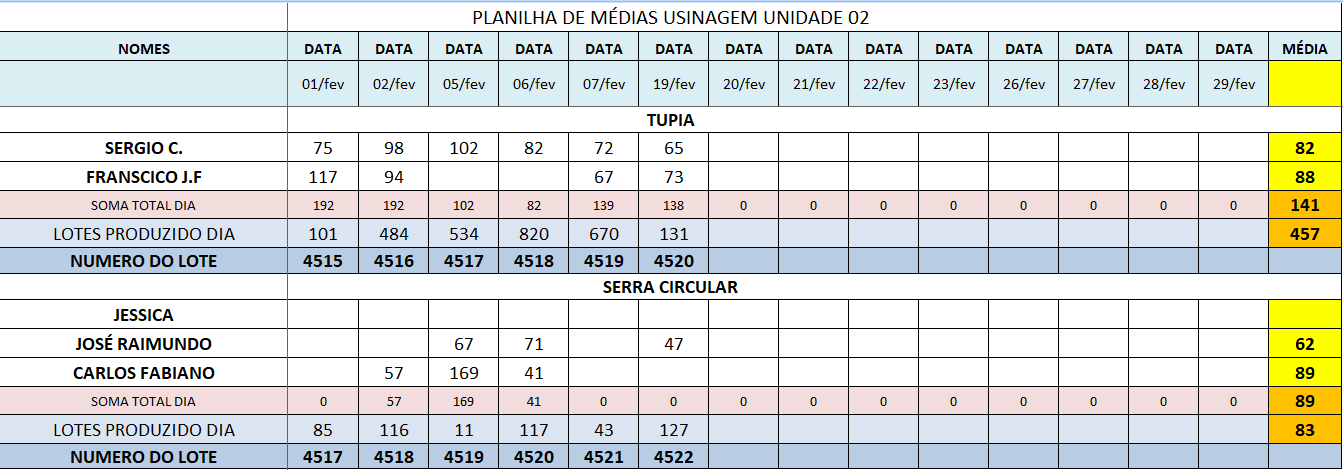 PLANILHA DE MÉDIAS USINAGEM UNIDADE 02
NOMES DATA DATA DATA DATA DATA DATA DATA DATA DATA DATA DATA DATA DATA DATA MÉDIA
01/fev 02/fev 05/fev 06/fev 07/fev 19/fev 20/fev 21/fev 22/fev 23/fev 26/fev 27/fev 28/fev 29/fev
TUPIA
SERGIO C. 75 98 102 82 72 65 82
FRANSCICO J.F 117 94 67 73 88
SOMA TOTAL DIA 192 192 102 82 139 138 0 0 0 0 0 0 0 0 141
LOTES PRODUZIDO DIA 101 484 534 820 670 131 457
NUMERO DO LOTE 4515 4516 4517 4518 4519 4520
SERRA CIRCULAR
JESSICA
JOSÉ RAIMUNDO 67 71 47 62
CARLOS FABIANO 57 169 41 89
SOMA TOTAL DIA 0 57 169 41 0 0 0 0 0 0 0 0 0 0 89
LOTES PRODUZIDO DIA 85 116 11 117 43 127 83
NUMERO DO LOTE 4517 4518 4519 4520 4521 4522